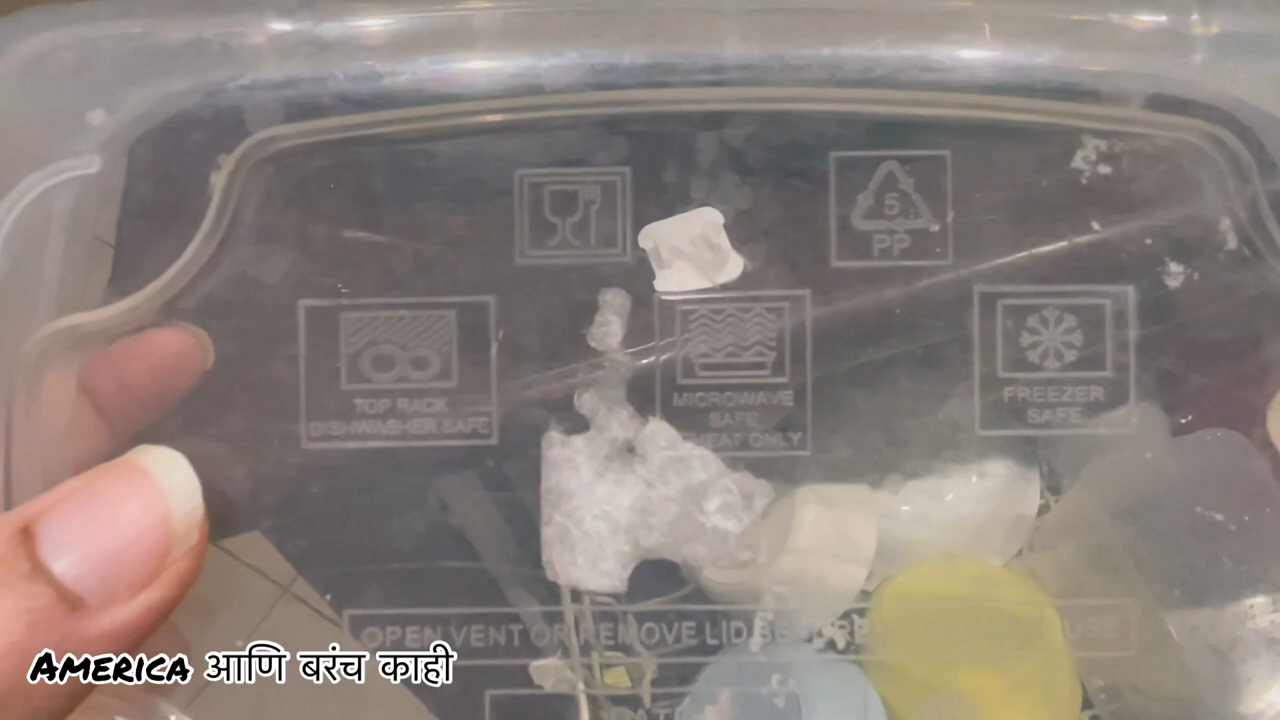 5
PP
TOP RACK
DISHWASHER SAFE
MICROWAVE
SAFE
HEAT ONLY
FREEZER
SAFE
OPEN VENT OR REMOVE LID USE
America आणि बरंच काही